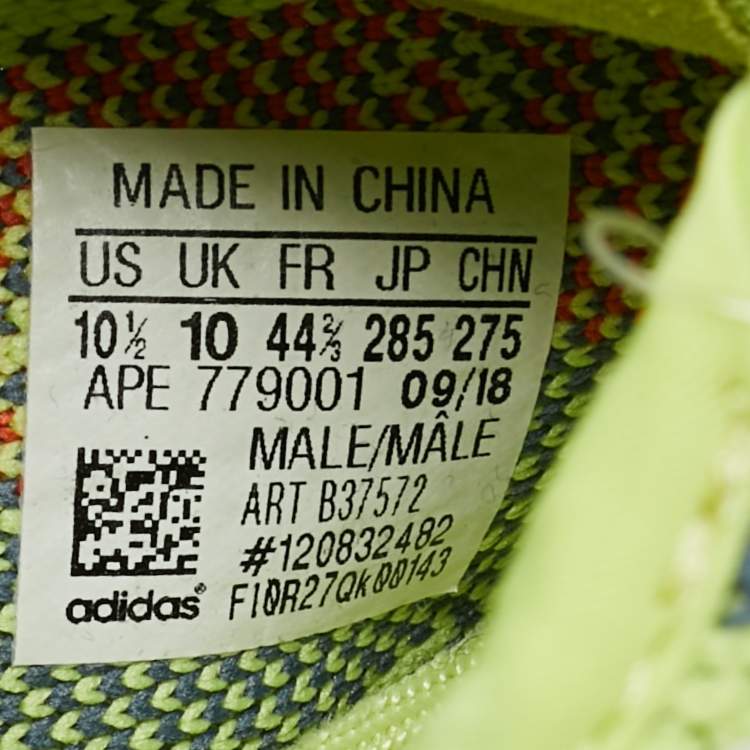 MADE IN CHINA
US UK FR JP CHN
10½ 10 44⅔ 285 275
APE 779001 09/18
MALE/MÂLE
ART B37572
#120832482
adidas® FI0R27Qk00143